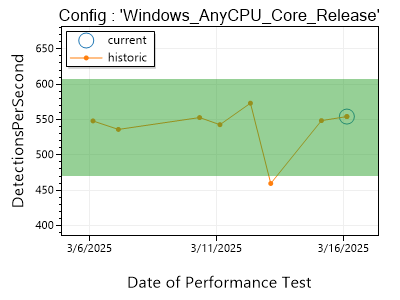 Config : 'Windows_AnyCPU_Core_Release'
current
historic
DetectionsPerSecond
650
600
550
500
450
400
3/6/2025
3/11/2025
3/16/2025
Date of Performance Test